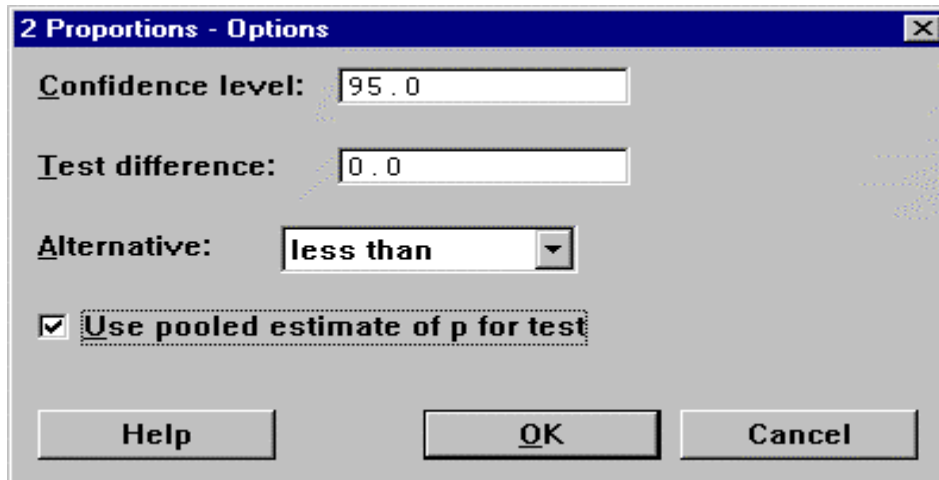 2 Proportions - Options
Confidence level: 95.0
Test difference: 0.0
Alternative: less than
Use pooled estimate of p for test
Help OK Cancel